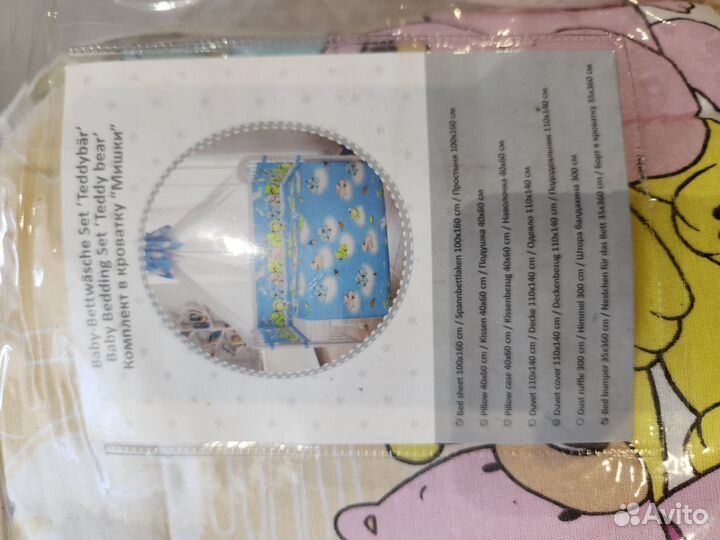 Baby-Bettwäsche Set 'Teddybär'
Baby Bedding Set 'Teddy bear'
Комплект в кроватку "Мишки"
Bed sheet 100x160 cm / Spannbettlaken 100x160 cm / Простыня 100x160 см
Pillow 40x60 cm / Kissen 40x60 cm / Подушка 40x60 см
Pillow case 40x60 cm / Kissenbezug 40x60 cm / Наволочка 40x60 см
Duvet 110x140 cm / Decke 110x140 cm / Одеяло 110x140 см
Duvet cover 110x140 cm / Deckenbezug 110x140 cm / Пододеяльник 110x140 см
Dust ruffle 300 cm / Himmel 300 cm / Штора балдахина 300 см
Bed bumper 35x360 cm / Nestchen für das Bett 35x360 cm / Борт в кроватку 35x360 см
Avito